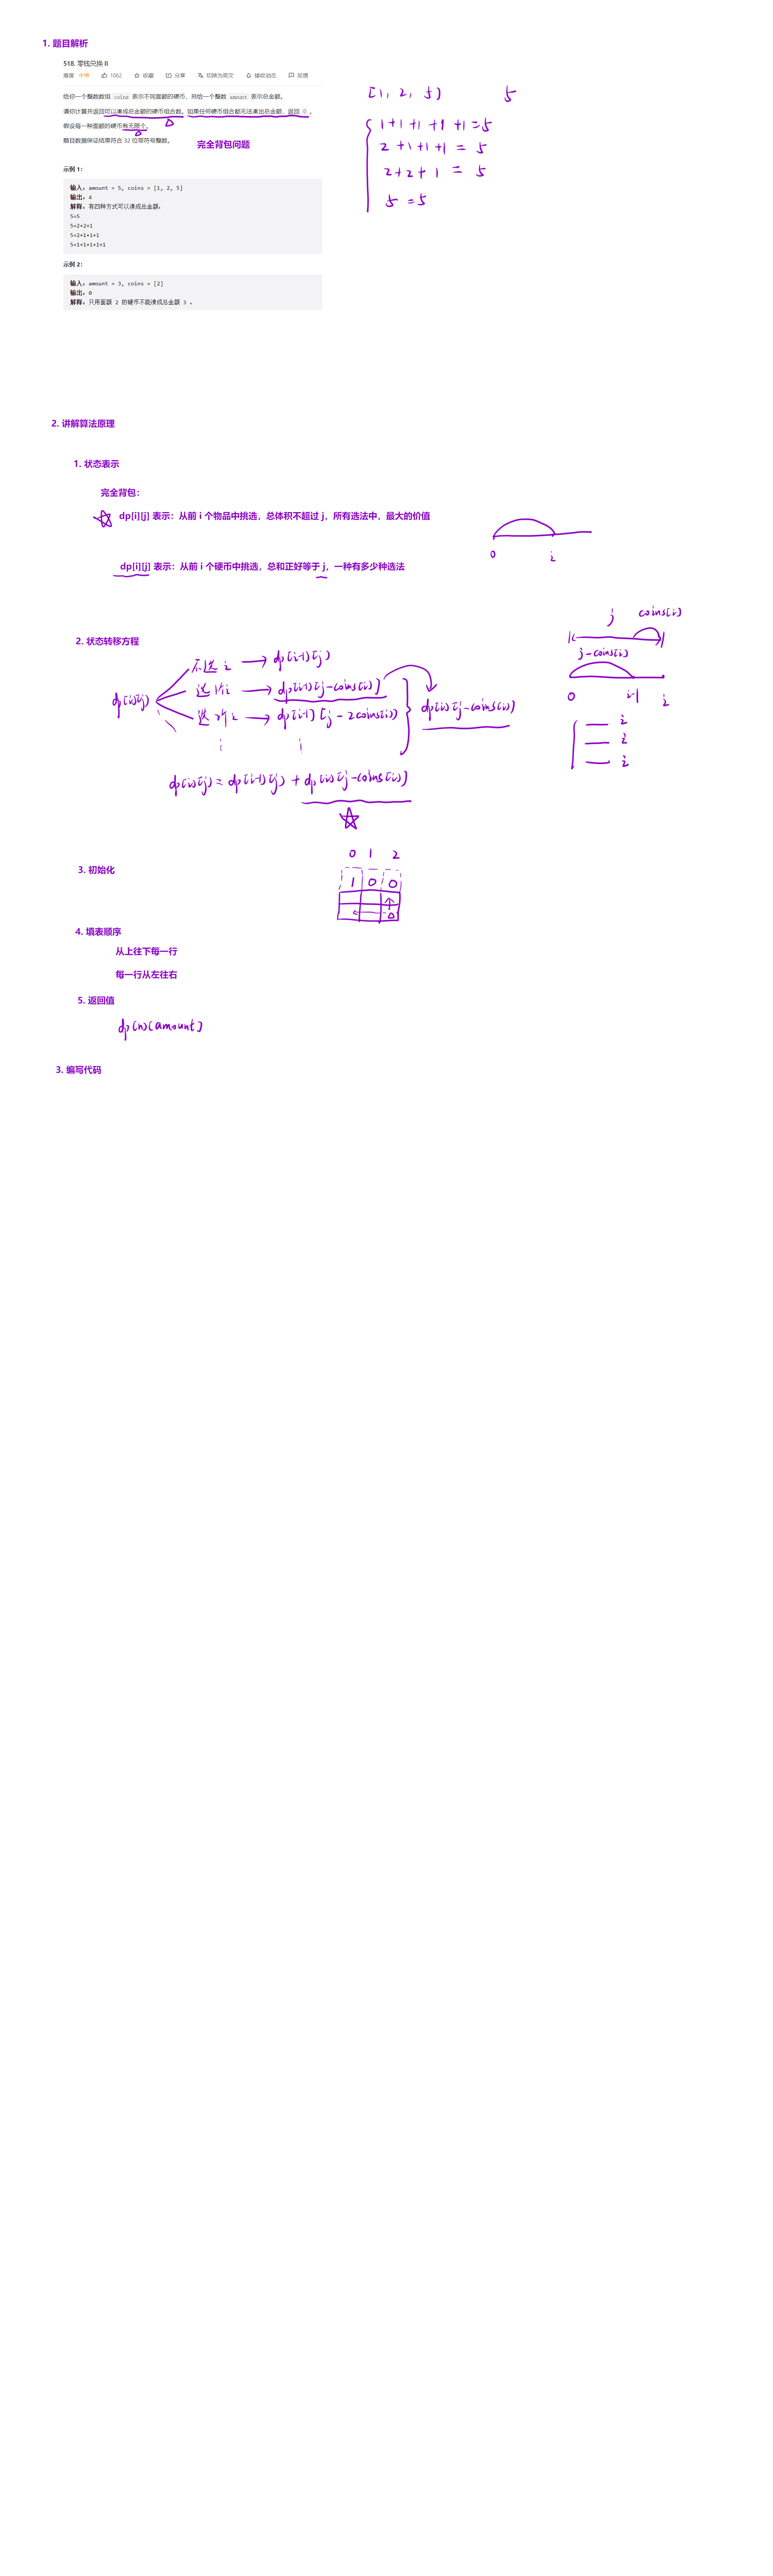 1. 题目解析
518. 零钱兑换 II
难度 中等 1062 收藏 分享 切换为英文 接收动态 反馈
给你一个整数数组 coins 表示不同面额的硬币，另给一个整数 amount 表示总金额。
请你计算并返回可以凑成总金额的硬币组合数。如果任何硬币组合都无法凑出总金额，返回 0 。
假设每一种面额的硬币有无限个。
题目数据保证结果符合 32 位带符号整数。
完全背包问题
[1, 2, 5] 5
1+1+1+1+1=5
2+1+1+1=5
2+2+1=5
5=5
示例 1：
输入：amount = 5, coins = [1, 2, 5]
输出：4
解释：有四种方式可以凑成总金额：
5=5
5=2+2+1
5=2+1+1+1
5=1+1+1+1+1
示例 2：
输入：amount = 3, coins = [2]
输出：0
解释：只用面额 2 的硬币不能凑成总金额 3 。
2. 讲解算法原理
1. 状态表示
完全背包：
dp[i][j] 表示：从前 i 个物品中挑选，总体积不超过 j，所有选法中，最大的价值
0 i
dp[i][j] 表示：从前 i 个硬币中挑选，总和正好等于 j，一种有多少种选法
2. 状态转移方程
j coins[i]
j-coins[i]
0 i-1 i
i
i
i
dp[i][j]
不选 i → dp[i-1][j]
选1个i → dp[i-1][j-coins[i]]
选2个i → dp[i-1][j-2coins[i]]
dp[i][j-coins[i]]
dp[i][j] = dp[i-1][j] + dp[i][j-coins[i]]
3. 初始化
0 1 2
1 0 0
4. 填表顺序
从上往下每一行
每一行从左往右
5. 返回值
dp[n][amount]
3. 编写代码